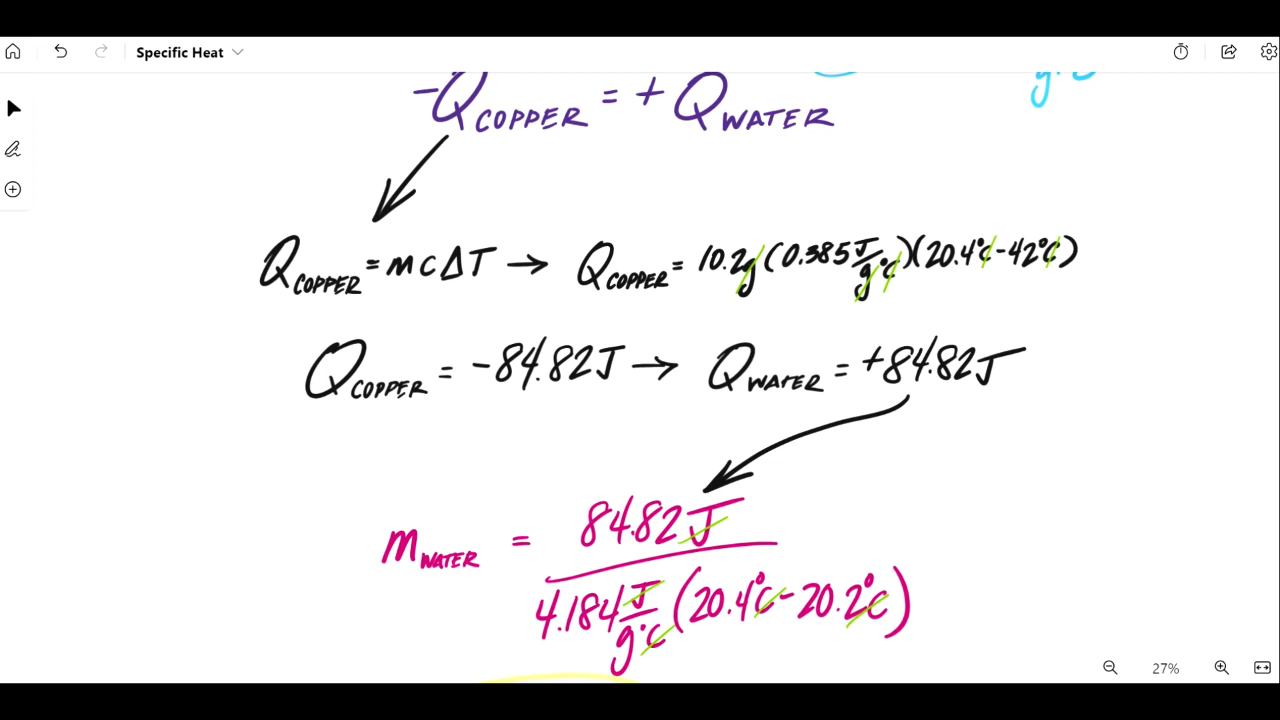 Specific Heat
g°C
-Q COPPER = + Q WATER
Q COPPER = mcΔT → Q COPPER = 10.2g (0.385 J/g°C)(20.4°C - 42°C)
Q COPPER = -84.82J → Q WATER = +84.82J
m WATER = 84.82 J
4.184 J/g°C (20.4°C - 20.2°C)
27%